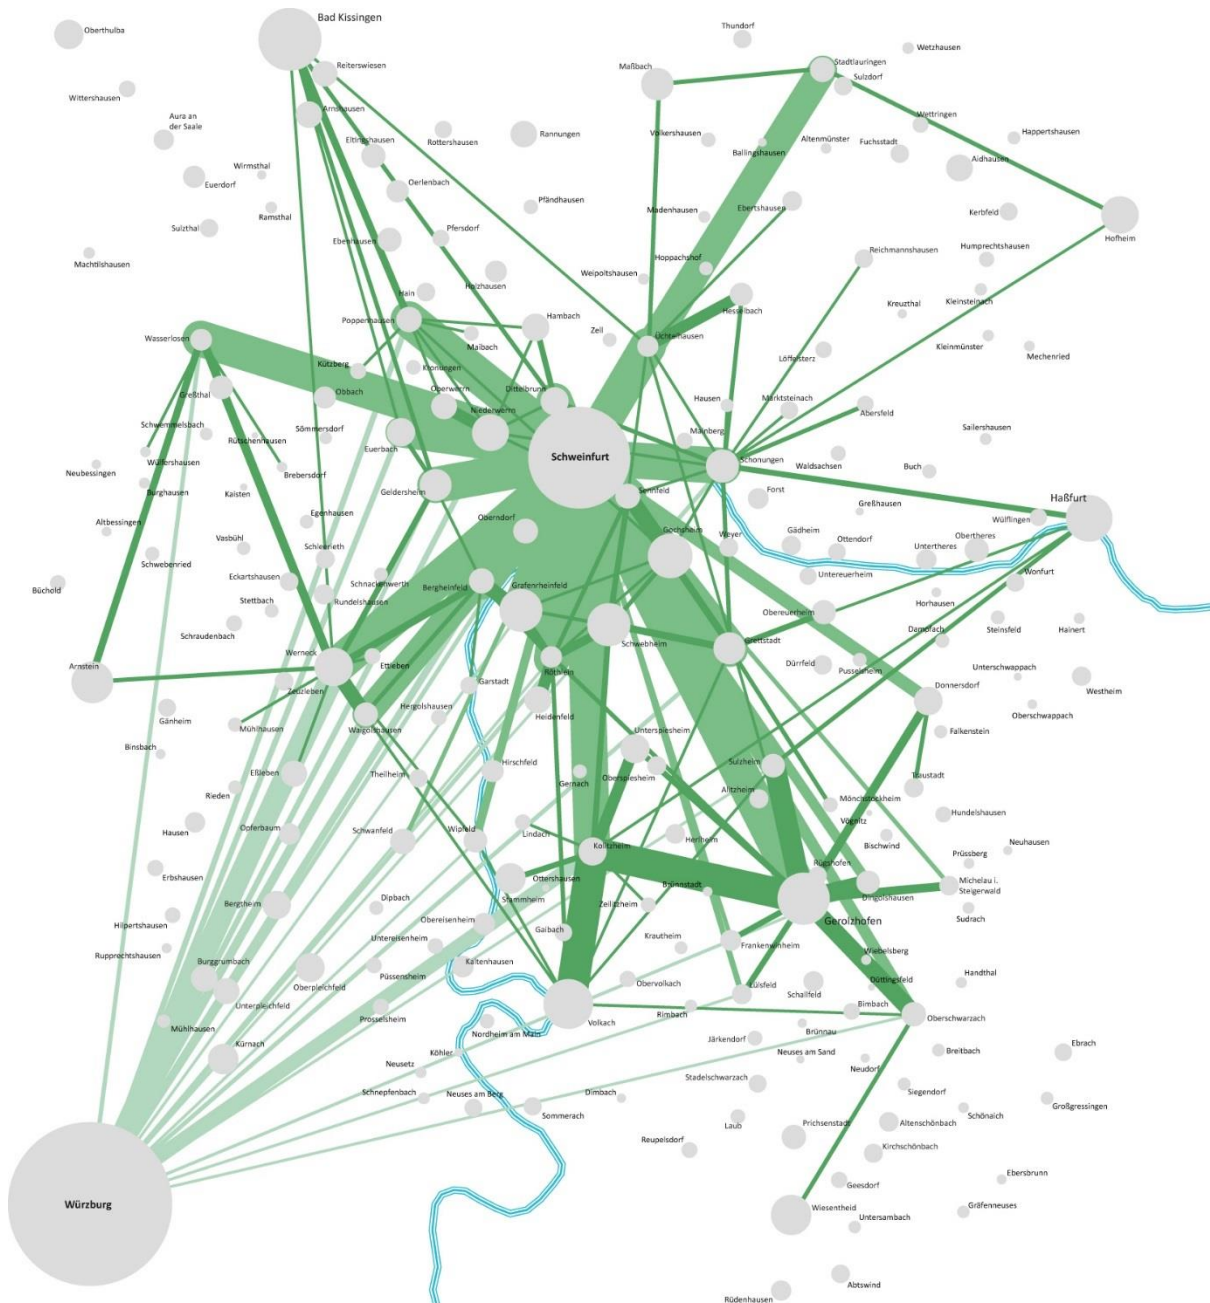 Bad Kissingen
Oberthulba
Thundorf
Wetzhausen
Reiterswiesen
Maßbach
Stadtlauringen
Sulzdorf
Wittershausen
Arnshausen
Aura an
der Saale
Eltingshausen
Rottershausen
Rannungen
Volkershausen
Ballingshausen
Altenmünster
Wettringen
Fuchsstadt
Happertshausen
Aidhausen
Wirmsthal
Euerdorf
Oerlenbach
Ramsthal
Pfändhausen
Madenhausen
Ebertshausen
Kerbfeld
Sulzthal
Ebenhausen
Pfersdorf
Hofheim
Machtilshausen
Holzhausen
Weipoltshausen
Hoppachshof
Reichmannshausen
Humprechtshausen
Hain
Kleinsteinach
Poppenhausen
Hambach
Zell
Hesselbach
Kreuzthal
Wasserlosen
Maibach
Üchtelhausen
Kleinmünster
Mechenried
Kützberg
Kronungen
Löffelsterz
Greßthal
Obbach
Oberwerrn
Dittelbrunn
Niederwerrn
Hausen
Marktsteinach
Abersfeld
Schwemmelsbach
Sömmersdorf
Rütschenhausen
Euerbach
Mainberg
Sailershausen
Wülfershausen
Schweinfurt
Schonungen
Waldsachsen
Buch
Neubessingen
Brebersdorf
Burghausen
Kaisten
Geldersheim
Sennfeld
Forst
Greßhausen
Haßfurt
Altbessingen
Egenhausen
Oberndorf
Gochsheim
Weyer
Gädheim
Wülflingen
Vasbühl
Schleerieth
Ottendorf
Obertheres
Untertheres
Schwebenried
Büchold
Eckartshausen
Schnackenwerth
Bergrheinfeld
Grafenrheinfeld
Untereuerheim
Wonfurt
Stettbach
Rundelshausen
Horhausen
Schraudenbach
Schwebheim
Obereuerheim
Steinsfeld
Hainert
Grettstadt
Dampfach
Arnstein
Werneck
Ettleben
Röthlein
Dürrfeld
Pusselsheim
Unterschwappach
Zeuzleben
Garstadt
Donnersdorf
Westheim
Gänheim
Hergolshausen
Heidenfeld
Oberschwappach
Mühlhausen
Waigolshausen
Unterspiesheim
Falkenstein
Binsbach
Hirschfeld
Sulzheim
Eßleben
Theilheim
Gernach
Oberspiesheim
Traustadt
Rieden
Alitzheim
Mönchstockheim
Vögnitz
Hundelshausen
Hausen
Opferbaum
Schwanfeld
Wipfeld
Lindach
Kolitzheim
Herlheim
Bischwind
Neuhausen
Prüssberg
Erbshausen
Ottershausen
Stammheim
Brünnstadt
Rügshofen
Dingolshausen
Michelau i.
Steigerwald
Bergtheim
Dipbach
Zeilitzheim
Gerolzhofen
Hilpertshausen
Obereisenheim
Gaibach
Sudrach
Untereisenheim
Krautheim
Frankenwinheim
Rupprechtshausen
Wiebelsberg
Burggrumbach
Kaltenhausen
Oberpleichfeld
Püssensheim
Obervolkach
Lülsfeld
Schallfeld
Düttingsfeld
Handthal
Unterpleichfeld
Prosselsheim
Volkach
Rimbach
Bimbach
Oberschwarzach
Mühlhausen
Nordheim am Main
Brünnau
Järkendorf
Kürnach
Köhler
Neuses am Sand
Breitbach
Ebrach
Neusetz
Neudorf
Stadelschwarzach
Siegendorf
Schnepfenbach
Neuses am Berg
Dimbach
Großgressingen
Sommerach
Schönaich
Laub
Altenschönbach
Prichsenstadt
Reupelsdorf
Kirchschönbach
Ebersbrunn
Geesdorf
Würzburg
Wiesentheid
Gräfenneuses
Untersambach
Abtswind
Rüdenhausen